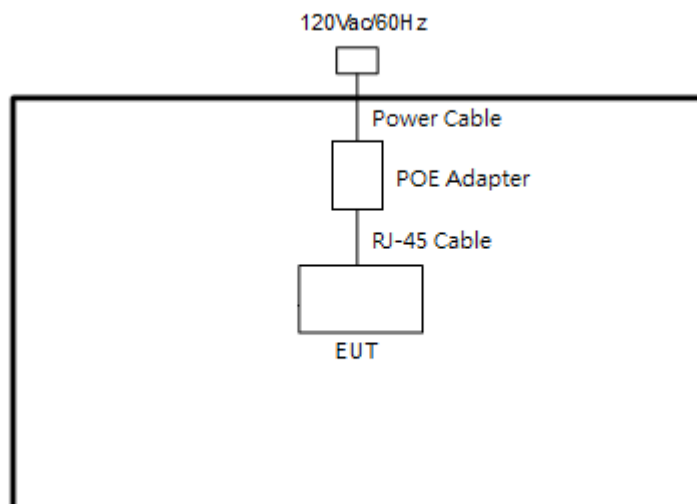 120Vac/60Hz
Power Cable
POE Adapter
RJ-45 Cable
EUT